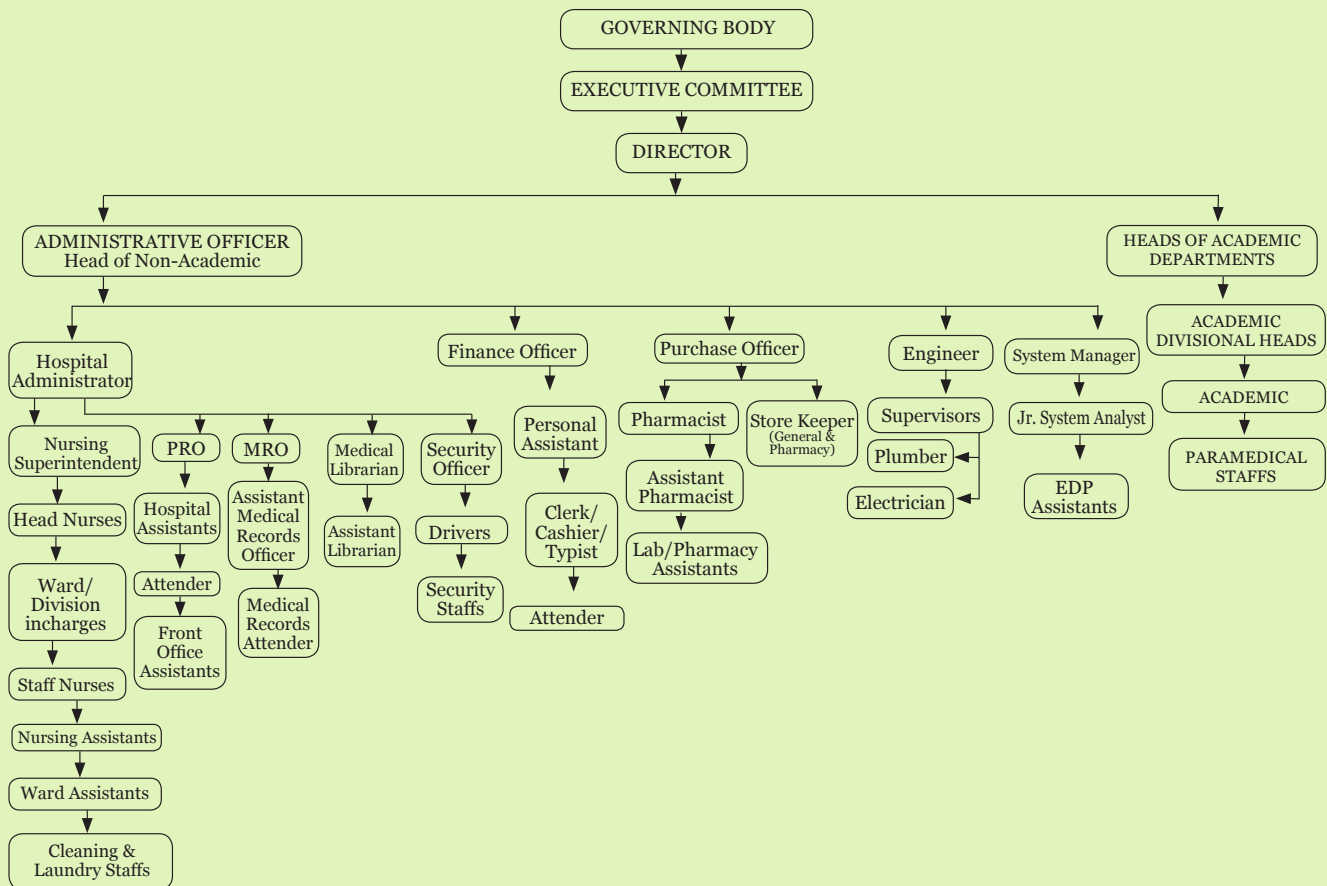 GOVERNING BODY
EXECUTIVE COMMITTEE
DIRECTOR
ADMINISTRATIVE OFFICER
Head of Non-Academic
HEADS OF ACADEMIC
DEPARTMENTS
Hospital
Administrator
Finance Officer
Purchase Officer
Engineer
System Manager
ACADEMIC
DIVISIONAL HEADS
Nursing
Superintendent
PRO
MRO
Medical
Librarian
Security
Officer
Personal
Assistant
Pharmacist
Store Keeper
(General &
Pharmacy)
Supervisors
Jr. System Analyst
ACADEMIC
Plumber
Electrician
PARAMEDICAL
STAFFS
Head Nurses
Hospital
Assistants
Assistant
Medical
Records
Officer
Assistant
Librarian
Drivers
Clerk/
Cashier/
Typist
Assistant
Pharmacist
EDP
Assistants
Ward/
Division
incharges
Attender
Medical
Records
Attender
Security
Staffs
Attender
Lab/Pharmacy
Assistants
Front
Office
Assistants
Staff Nurses
Nursing Assistants
Ward Assistants
Cleaning &
Laundry Staffs